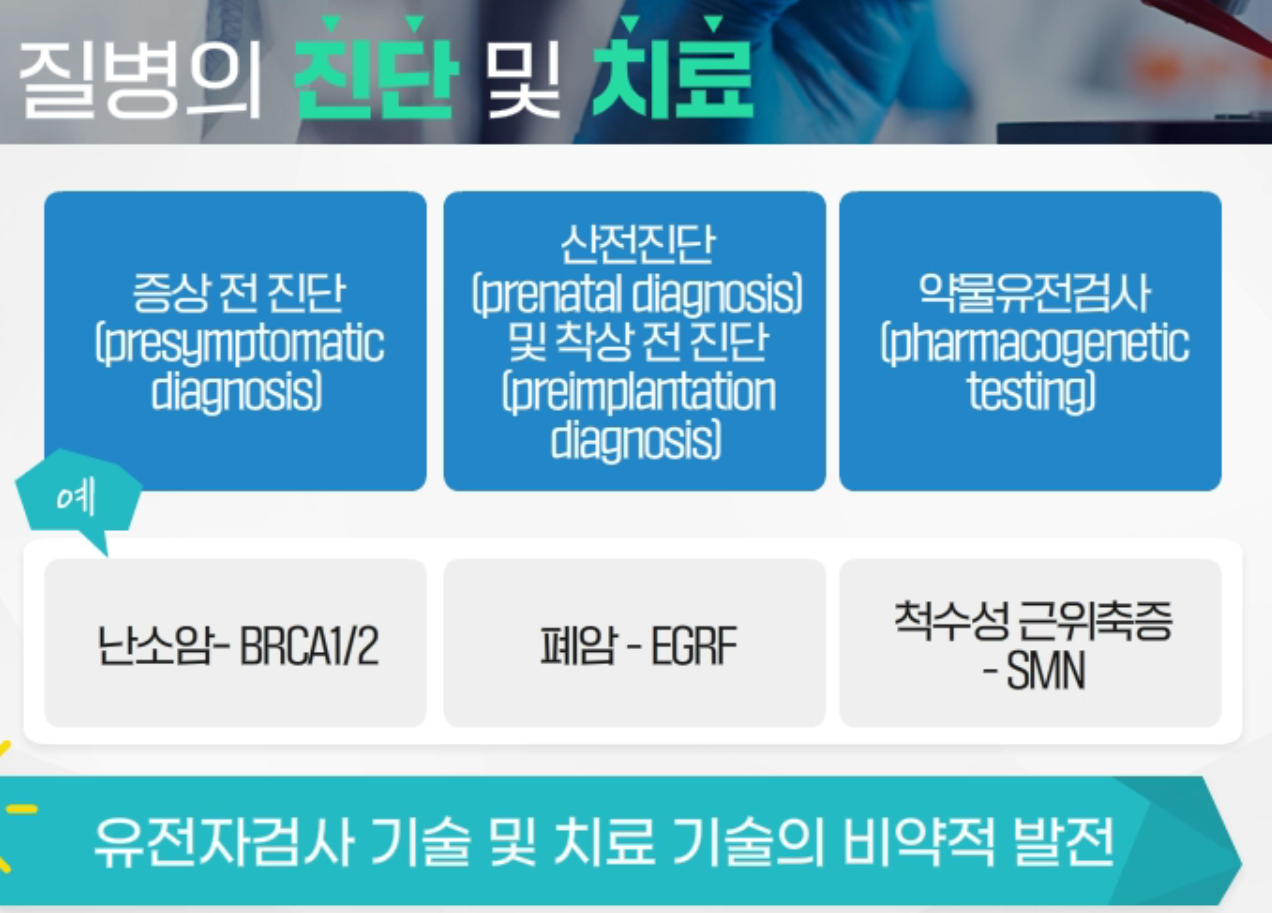 질병의 진단 및 치료
증상 전 진단
(presymptomatic
diagnosis)
산전진단
(prenatal diagnosis)
및 착상 전 진단
(preimplantation
diagnosis)
약물유전검사
(pharmacogenetic
testing)
예
난소암- BRCA1/2
폐암 - EGRF
척수성 근위축증
- SMN
유전자검사 기술 및 치료 기술의 비약적 발전